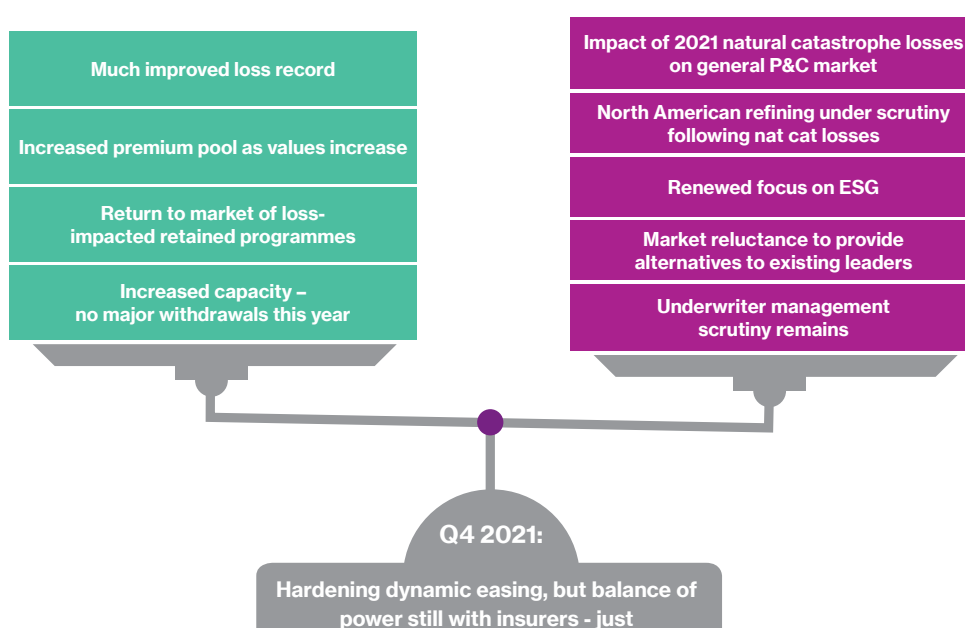 Much improved loss record
Increased premium pool as values increase
Return to market of loss-
impacted retained programmes
Increased capacity –
no major withdrawals this year
Impact of 2021 natural catastrophe losses
on general P&C market
North American refining under scrutiny
following nat cat losses
Renewed focus on ESG
Market reluctance to provide
alternatives to existing leaders
Underwriter management
scrutiny remains
Q4 2021:
Hardening dynamic easing, but balance of
power still with insurers - just